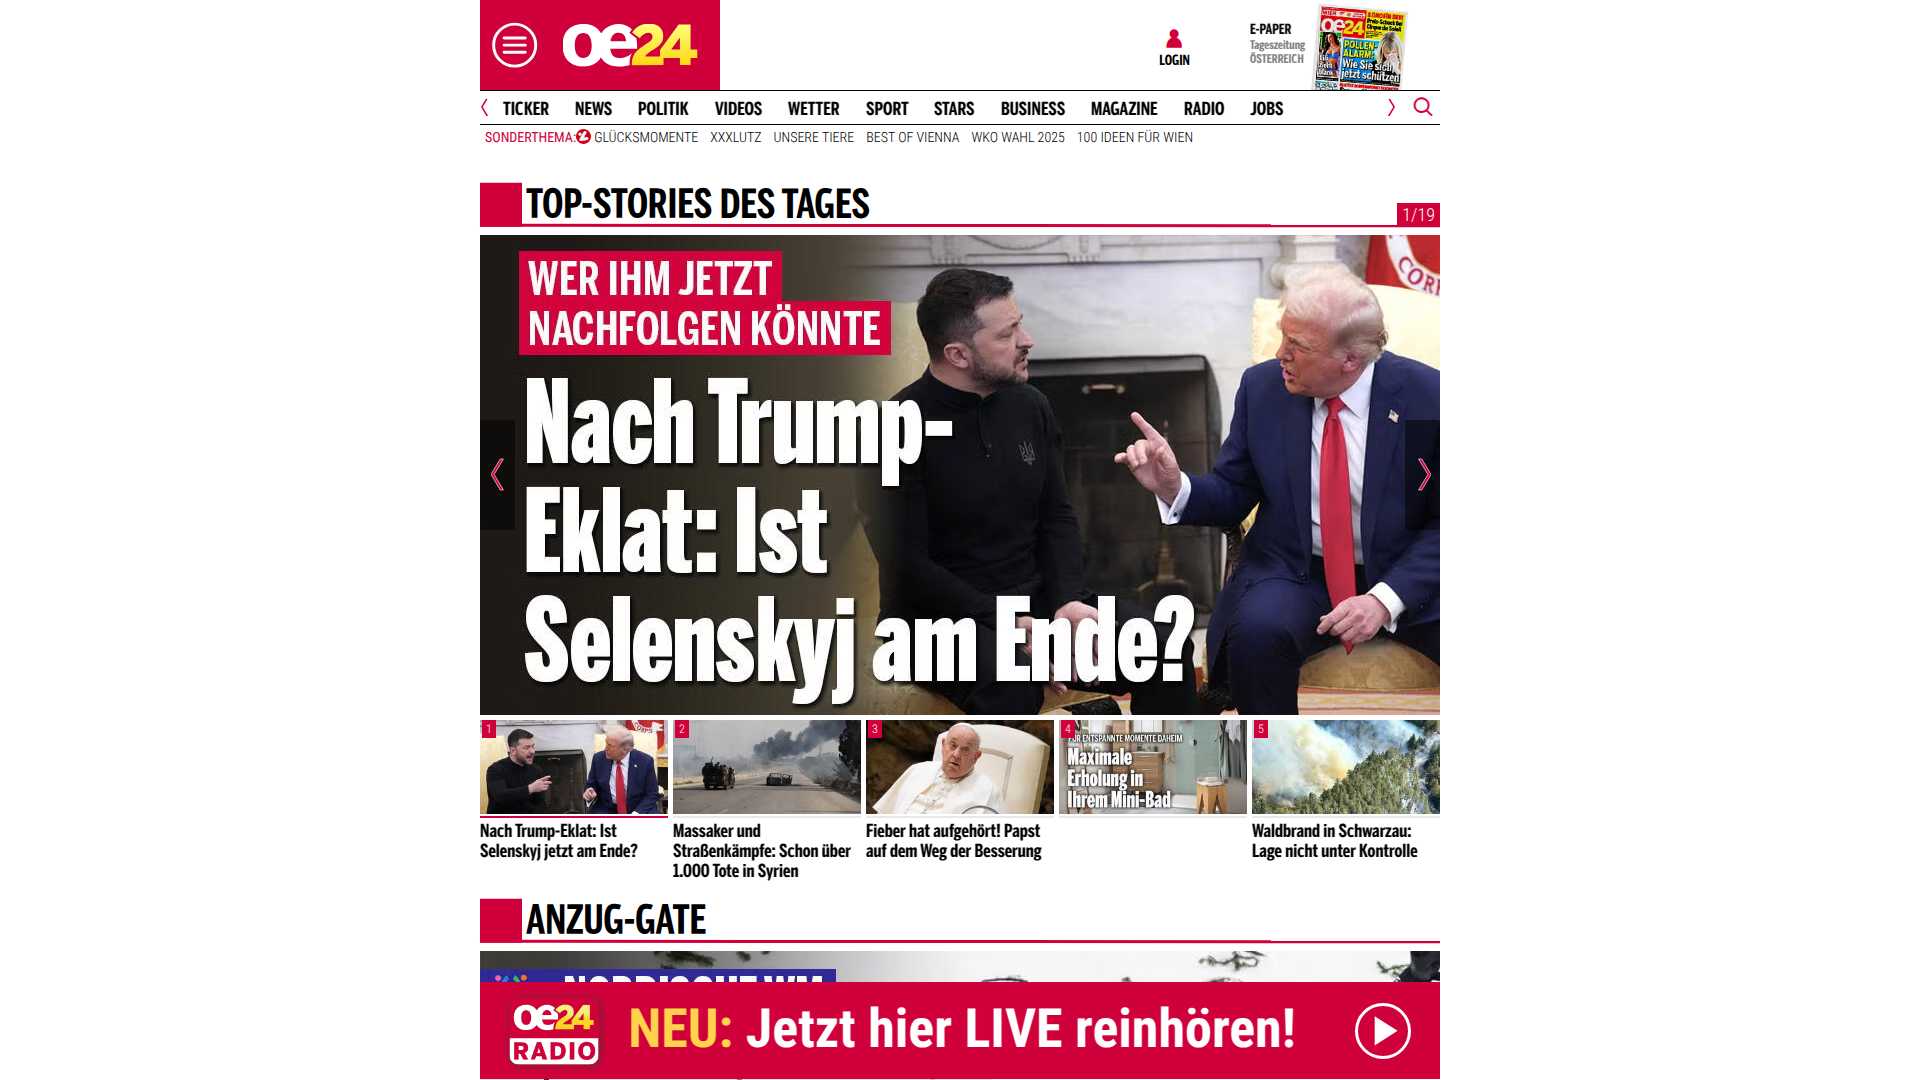 oe24
LOGIN
E-PAPER
Tageszeitung
ÖSTERREICH
oe24
POLLEN-
ALARM:
Wie Sie sich
jetzt schützen
TICKER NEWS POLITIK VIDEOS WETTER SPORT STARS BUSINESS MAGAZINE RADIO JOBS
SONDERTHEMA: GLÜCKSMOMENTE XXXLUTZ UNSERE TIERE BEST OF VIENNA WKO WAHL 2025 100 IDEEN FÜR WIEN
TOP-STORIES DES TAGES
1/19
WER IHM JETZT
NACHFOLGEN KÖNNTE
Nach Trump-
Eklat: Ist
Selenskyj am Ende?
CORP
1
2
3
4
5
FÜR ENTSPANNTE MOMENTE DAHEIM
Maximale
Erholung in
Ihrem Mini-Bad
Nach Trump-Eklat: Ist
Selenskyj jetzt am Ende?
Massaker und
Straßenkämpfe: Schon über
1.000 Tote in Syrien
Fieber hat aufgehört! Papst
auf dem Weg der Besserung
Waldbrand in Schwarzau:
Lage nicht unter Kontrolle
ANZUG-GATE
NORDISCHE WM
oe24
RADIO
NEU: Jetzt hier LIVE reinhören!